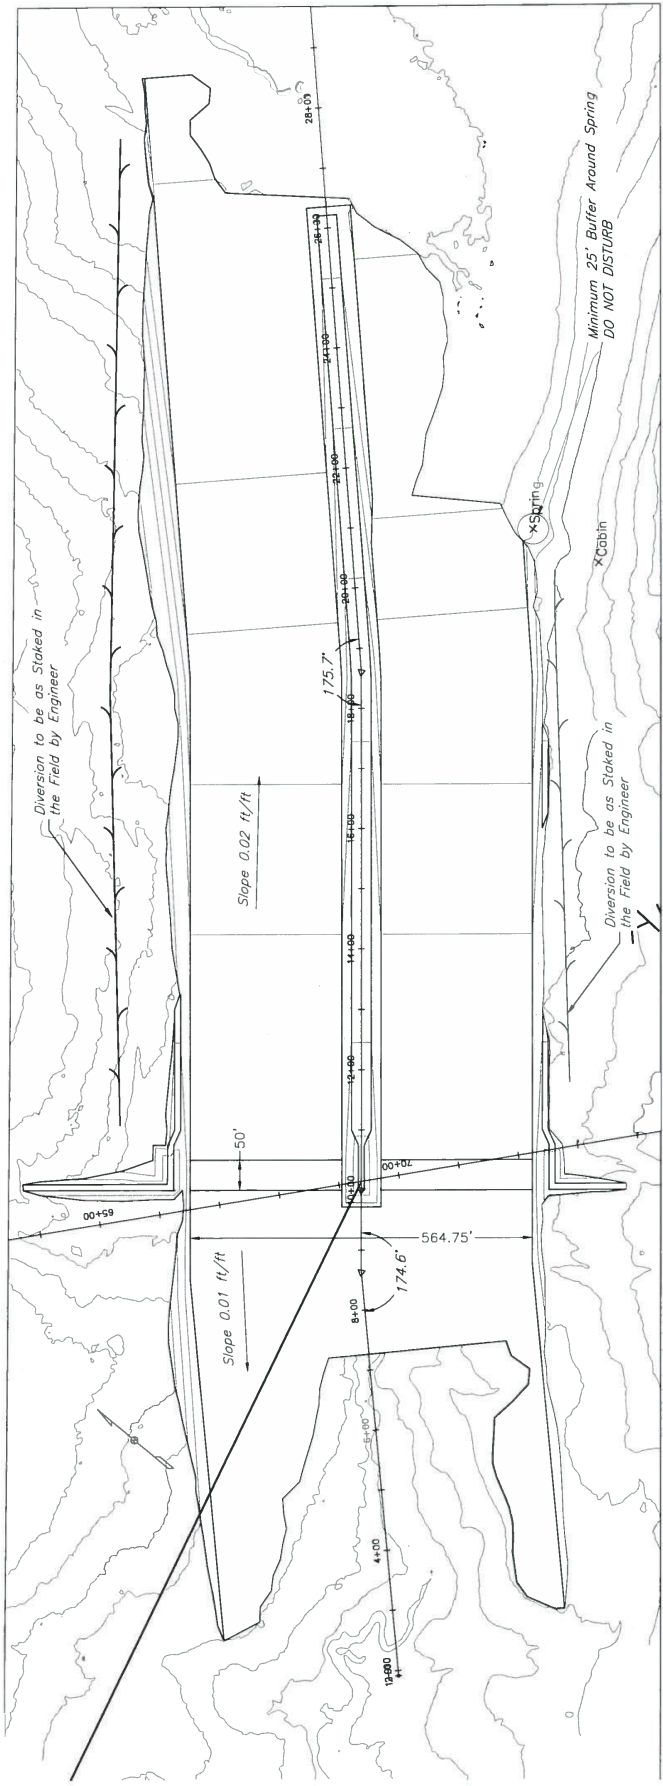 28+00
26+00
24+00
22+00
20+00
18+00
16+00
14+00
12+00
10+00
8+00
6+00
4+00
Minimum 25' Buffer Around Spring
DO NOT DISTURB
xSpring
xCabin
Diversion to be as Staked in
the Field by Engineer
175.7°
Slope 0.02 ft/ft
Diversion to be as Staked in
the Field by Engineer
50'
70+00
65+00
564.75'
174.6°
Slope 0.01 ft/ft